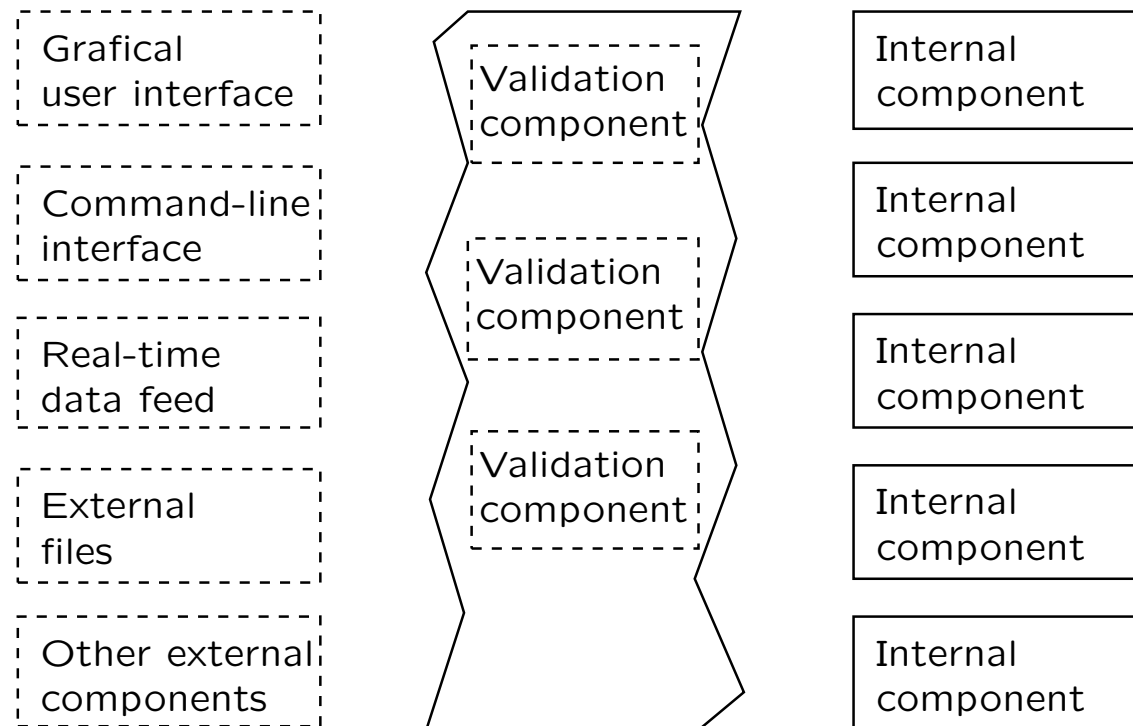 Grafical
user interface
Command-line
interface
Real-time
data feed
External
files
Other external
components
Validation
component
Validation
component
Validation
component
Internal
component
Internal
component
Internal
component
Internal
component
Internal
component